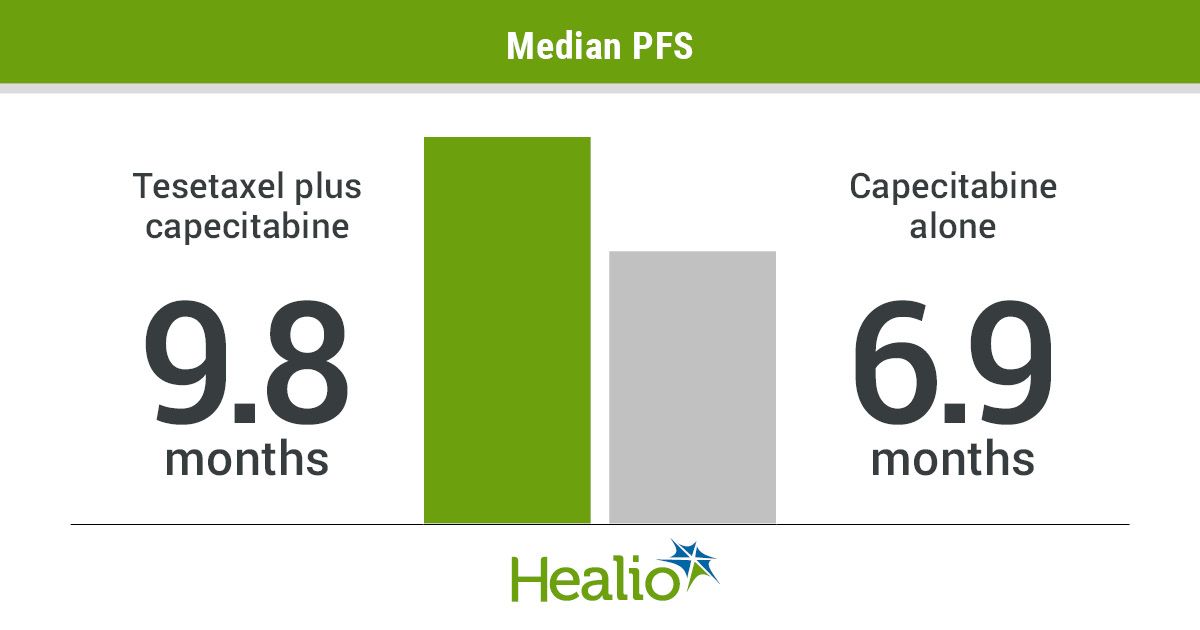 Median PFS
Tesetaxel plus
capecitabine
9.8
months
Capecitabine
alone
6.9
months
Healio